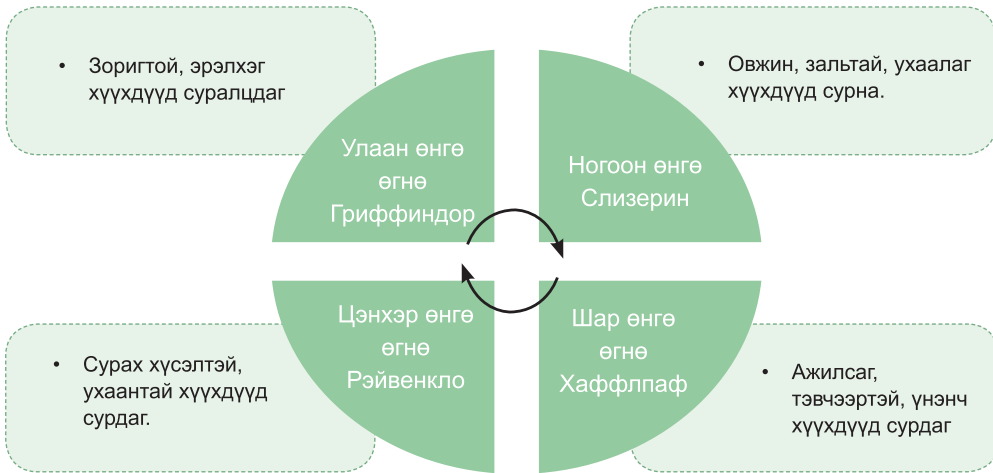 • Зоригтой, эрэлхэг
хүүхдүүд суралцдаг
• Овжин, зальтай, ухаалаг
хүүхдүүд сурна.
Улаан өнгө
өгнө
Гриффиндор
Ногоон өнгө
Слизерин
Цэнхэр өнгө
өгнө
Рэйвенкло
Шар өнгө
өгнө
Хаффлпаф
• Сурах хүсэлтэй,
ухаантай хүүхдүүд
сурдаг.
• Ажилсаг,
тэвчээртэй, үнэнч
хүүхдүүд сурдаг